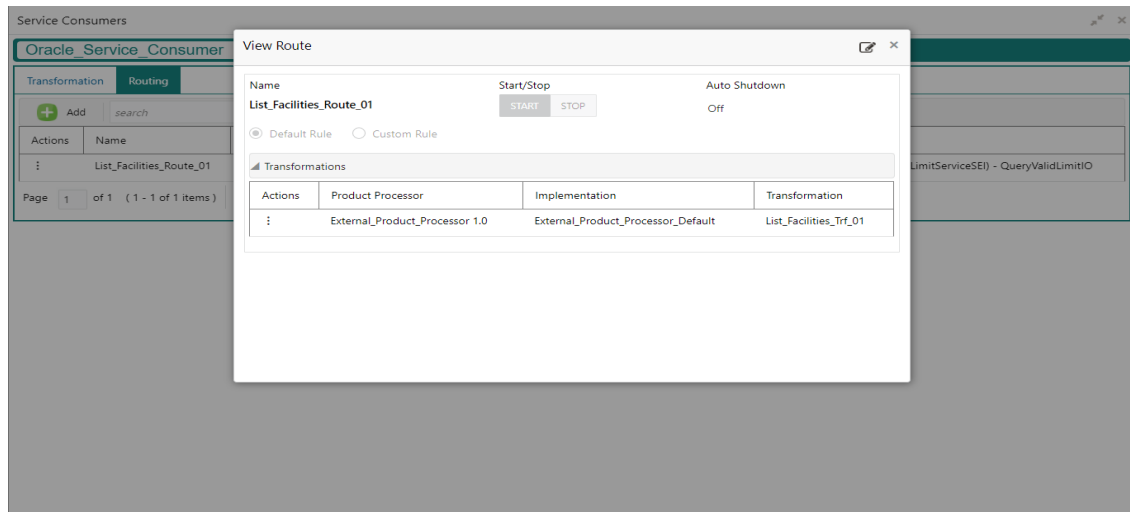 Service Consumers
Oracle_Service_Consumer
Transformation Routing
Add search
Actions Name
List_Facilities_Route_01 LimitServiceSEI) - QueryValidLimitIO
Page 1 of 1 ( 1 - 1 of 1 items )
View Route
Name Start/Stop Auto Shutdown
List_Facilities_Route_01 START STOP Off
Default Rule Custom Rule
Transformations
Actions Product Processor Implementation Transformation
External_Product_Processor 1.0 External_Product_Processor_Default List_Facilities_Trf_01